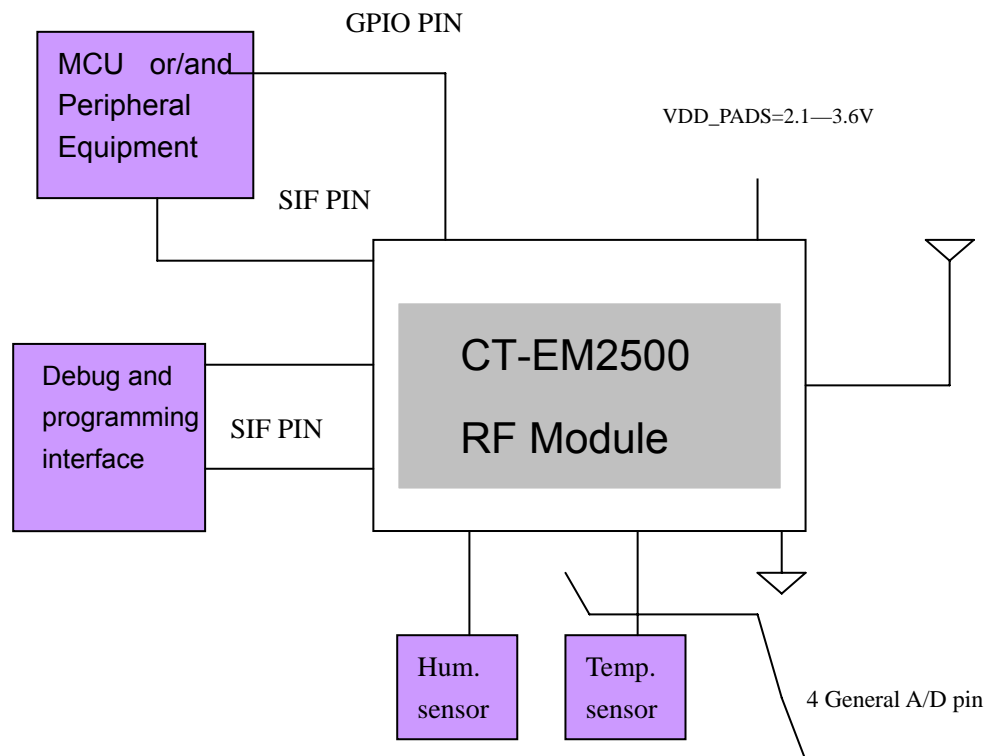 GPIO PIN
MCU or/and
Peripheral
Equipment
VDD_PADS=2.1—3.6V
SIF PIN
CT-EM2500
RF Module
Debug and
programming
interface
SIF PIN
Hum.
sensor
Temp.
sensor
4 General A/D pin